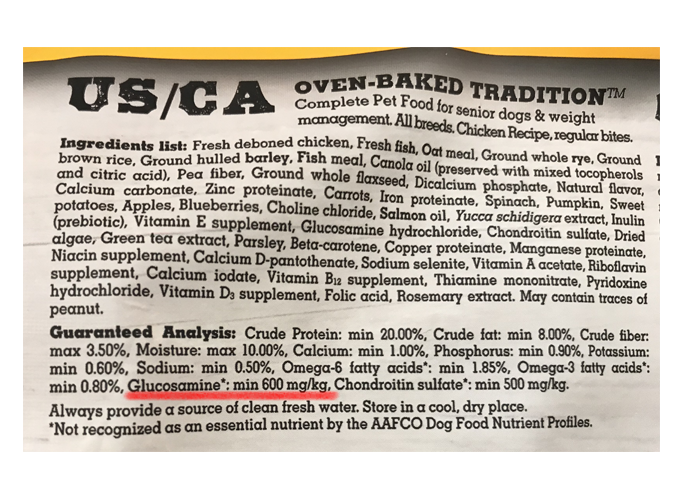 US/CA OVEN-BAKED TRADITION™
Complete Pet Food for senior dogs & weight
management. All breeds. Chicken Recipe, regular bites.
Ingredients list: Fresh deboned chicken, Fresh fish, Oat meal, Ground whole rye, Ground
brown rice, Ground hulled barley, Fish meal, Canola oil (preserved with mixed tocopherols
and citric acid), Pea fiber, Ground whole flaxseed, Dicalcium phosphate, Natural flavor,
Calcium carbonate, Zinc proteinate, Carrots, Iron proteinate, Spinach, Pumpkin, Sweet
potatoes, Apples, Blueberries, Choline chloride, Salmon oil, Yucca schidigera extract, Inulin
(prebiotic), Vitamin E supplement, Glucosamine hydrochloride, Chondroitin sulfate, Dried
algae, Green tea extract, Parsley, Beta-carotene, Copper proteinate, Manganese proteinate,
Niacin supplement, Calcium D-pantothenate, Sodium selenite, Vitamin A acetate, Riboflavin
supplement, Calcium iodate, Vitamin B₁₂ supplement, Thiamine mononitrate, Pyridoxine
hydrochloride, Vitamin D₃ supplement, Folic acid, Rosemary extract. May contain traces of
peanut.
Guaranteed Analysis: Crude Protein: min 20.00%, Crude fat: min 8.00%, Crude fiber:
max 3.50%, Moisture: max 10.00%, Calcium: min 1.00%, Phosphorus: min 0.90%, Potassium:
min 0.60%, Sodium: min 0.50%, Omega-6 fatty acids*: min 1.85%, Omega-3 fatty acids*:
min 0.80%, Glucosamine*: min 600 mg/kg, Chondroitin sulfate*: min 500 mg/kg.
Always provide a source of clean fresh water. Store in a cool, dry place.
*Not recognized as an essential nutrient by the AAFCO Dog Food Nutrient Profiles.